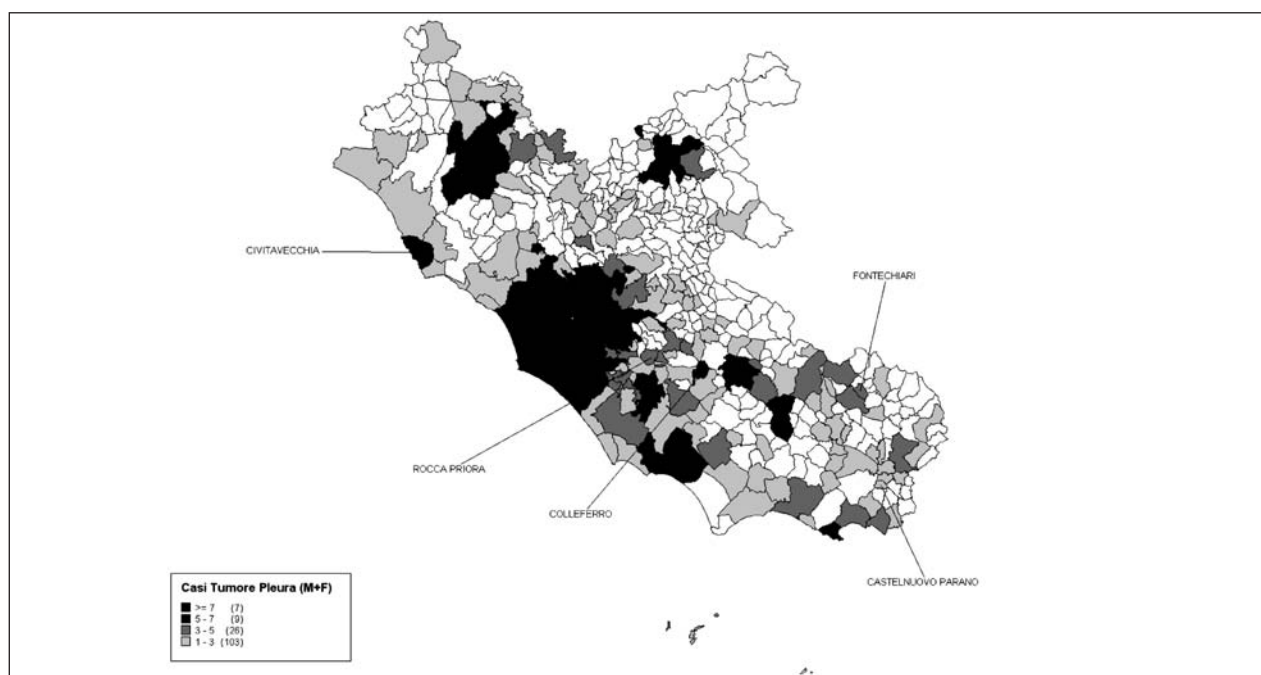 CIVITAVECCHIA
FONTECHIARI
ROCCA PRIORA
COLLEFERRO
CASTELNUOVO PARANO
Casi Tumore Pleura (M+F)
>= 7 (7)
5 - 7 (9)
3 - 5 (26)
1 - 3 (103)